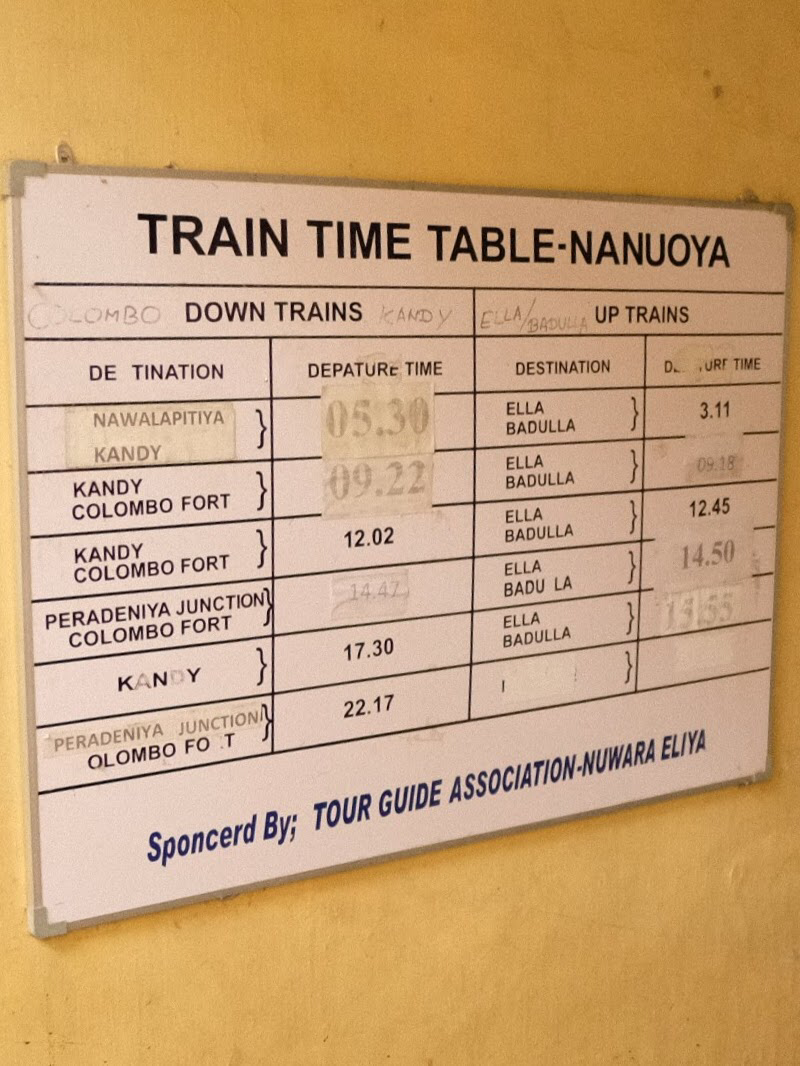 TRAIN TIME TABLE-NANUOYA
COLOMBO DOWN TRAINS KANDY ELLA/BADULLA UP TRAINS
DE TINATION DEPATURE TIME DESTINATION TIME
NAWALAPITIYA } 05.30 ELLA } 3.11
KANDY BADULLA
KANDY } 09.22 ELLA } 09.18
COLOMBO FORT BADULLA
KANDY } 12.02 ELLA } 12.45
COLOMBO FORT BADULLA
PERADENIYA JUNCTION } 14.47 ELLA } 14.50
COLOMBO FORT BADU LA
KANDY } 17.30 ELLA }
BADULLA
PERADENIYA JUNCTION } 22.17 }
OLOMBO FO T
Sponcerd By; TOUR GUIDE ASSOCIATION-NUWARA ELIYA